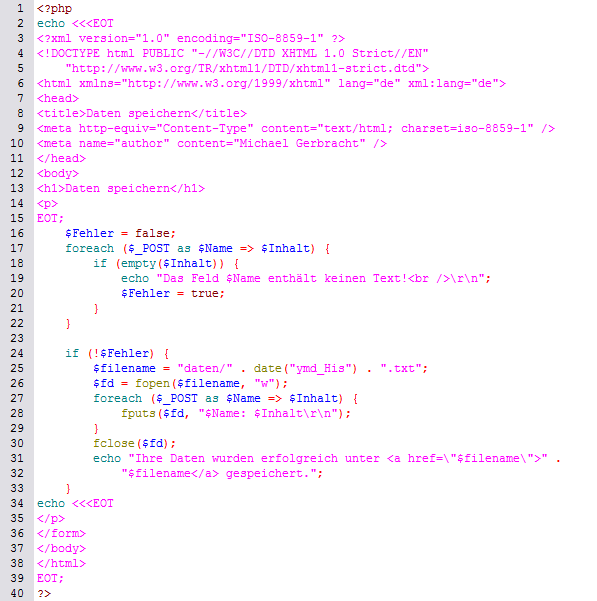 1 <?php
2 echo <<<EOT
3 <?xml version="1.0" encoding="ISO-8859-1" ?>
4 <!DOCTYPE html PUBLIC "-//W3C//DTD XHTML 1.0 Strict//EN"
5     "http://www.w3.org/TR/xhtml1/DTD/xhtml1-strict.dtd">
6 <html xmlns="http://www.w3.org/1999/xhtml" lang="de" xml:lang="de">
7 <head>
8 <title>Daten speichern</title>
9 <meta http-equiv="Content-Type" content="text/html; charset=iso-8859-1" />
10 <meta name="author" content="Michael Gerbracht" />
11 </head>
12 <body>
13 <h1>Daten speichern</h1>
14 <p>
15 EOT;
16     $Fehler = false;
17     foreach ($_POST as $Name => $Inhalt) {
18         if (empty($Inhalt)) {
19             echo "Das Feld $Name enthält keinen Text!<br />\r\n";
20             $Fehler = true;
21         }
22     }
23
24     if (!$Fehler) {
25         $filename = "daten/" . date("ymd_His") . ".txt";
26         $fd = fopen($filename, "w");
27         foreach ($_POST as $Name => $Inhalt) {
28             fputs($fd, "$Name: $Inhalt\r\n");
29         }
30         fclose($fd);
31         echo "Ihre Daten wurden erfolgreich unter <a href=\"$filename\">" .
32             "$filename</a> gespeichert.";
33     }
34 echo <<<EOT
35 </p>
36 </form>
37 </body>
38 </html>
39 EOT;
40 ?>